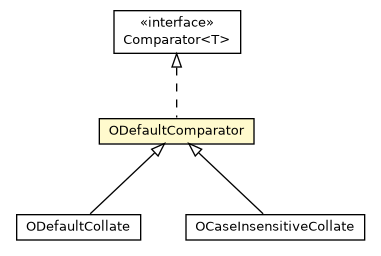 «interface»
Comparator<T>
ODefaultComparator
ODefaultCollate
OCaseInsensitiveCollate